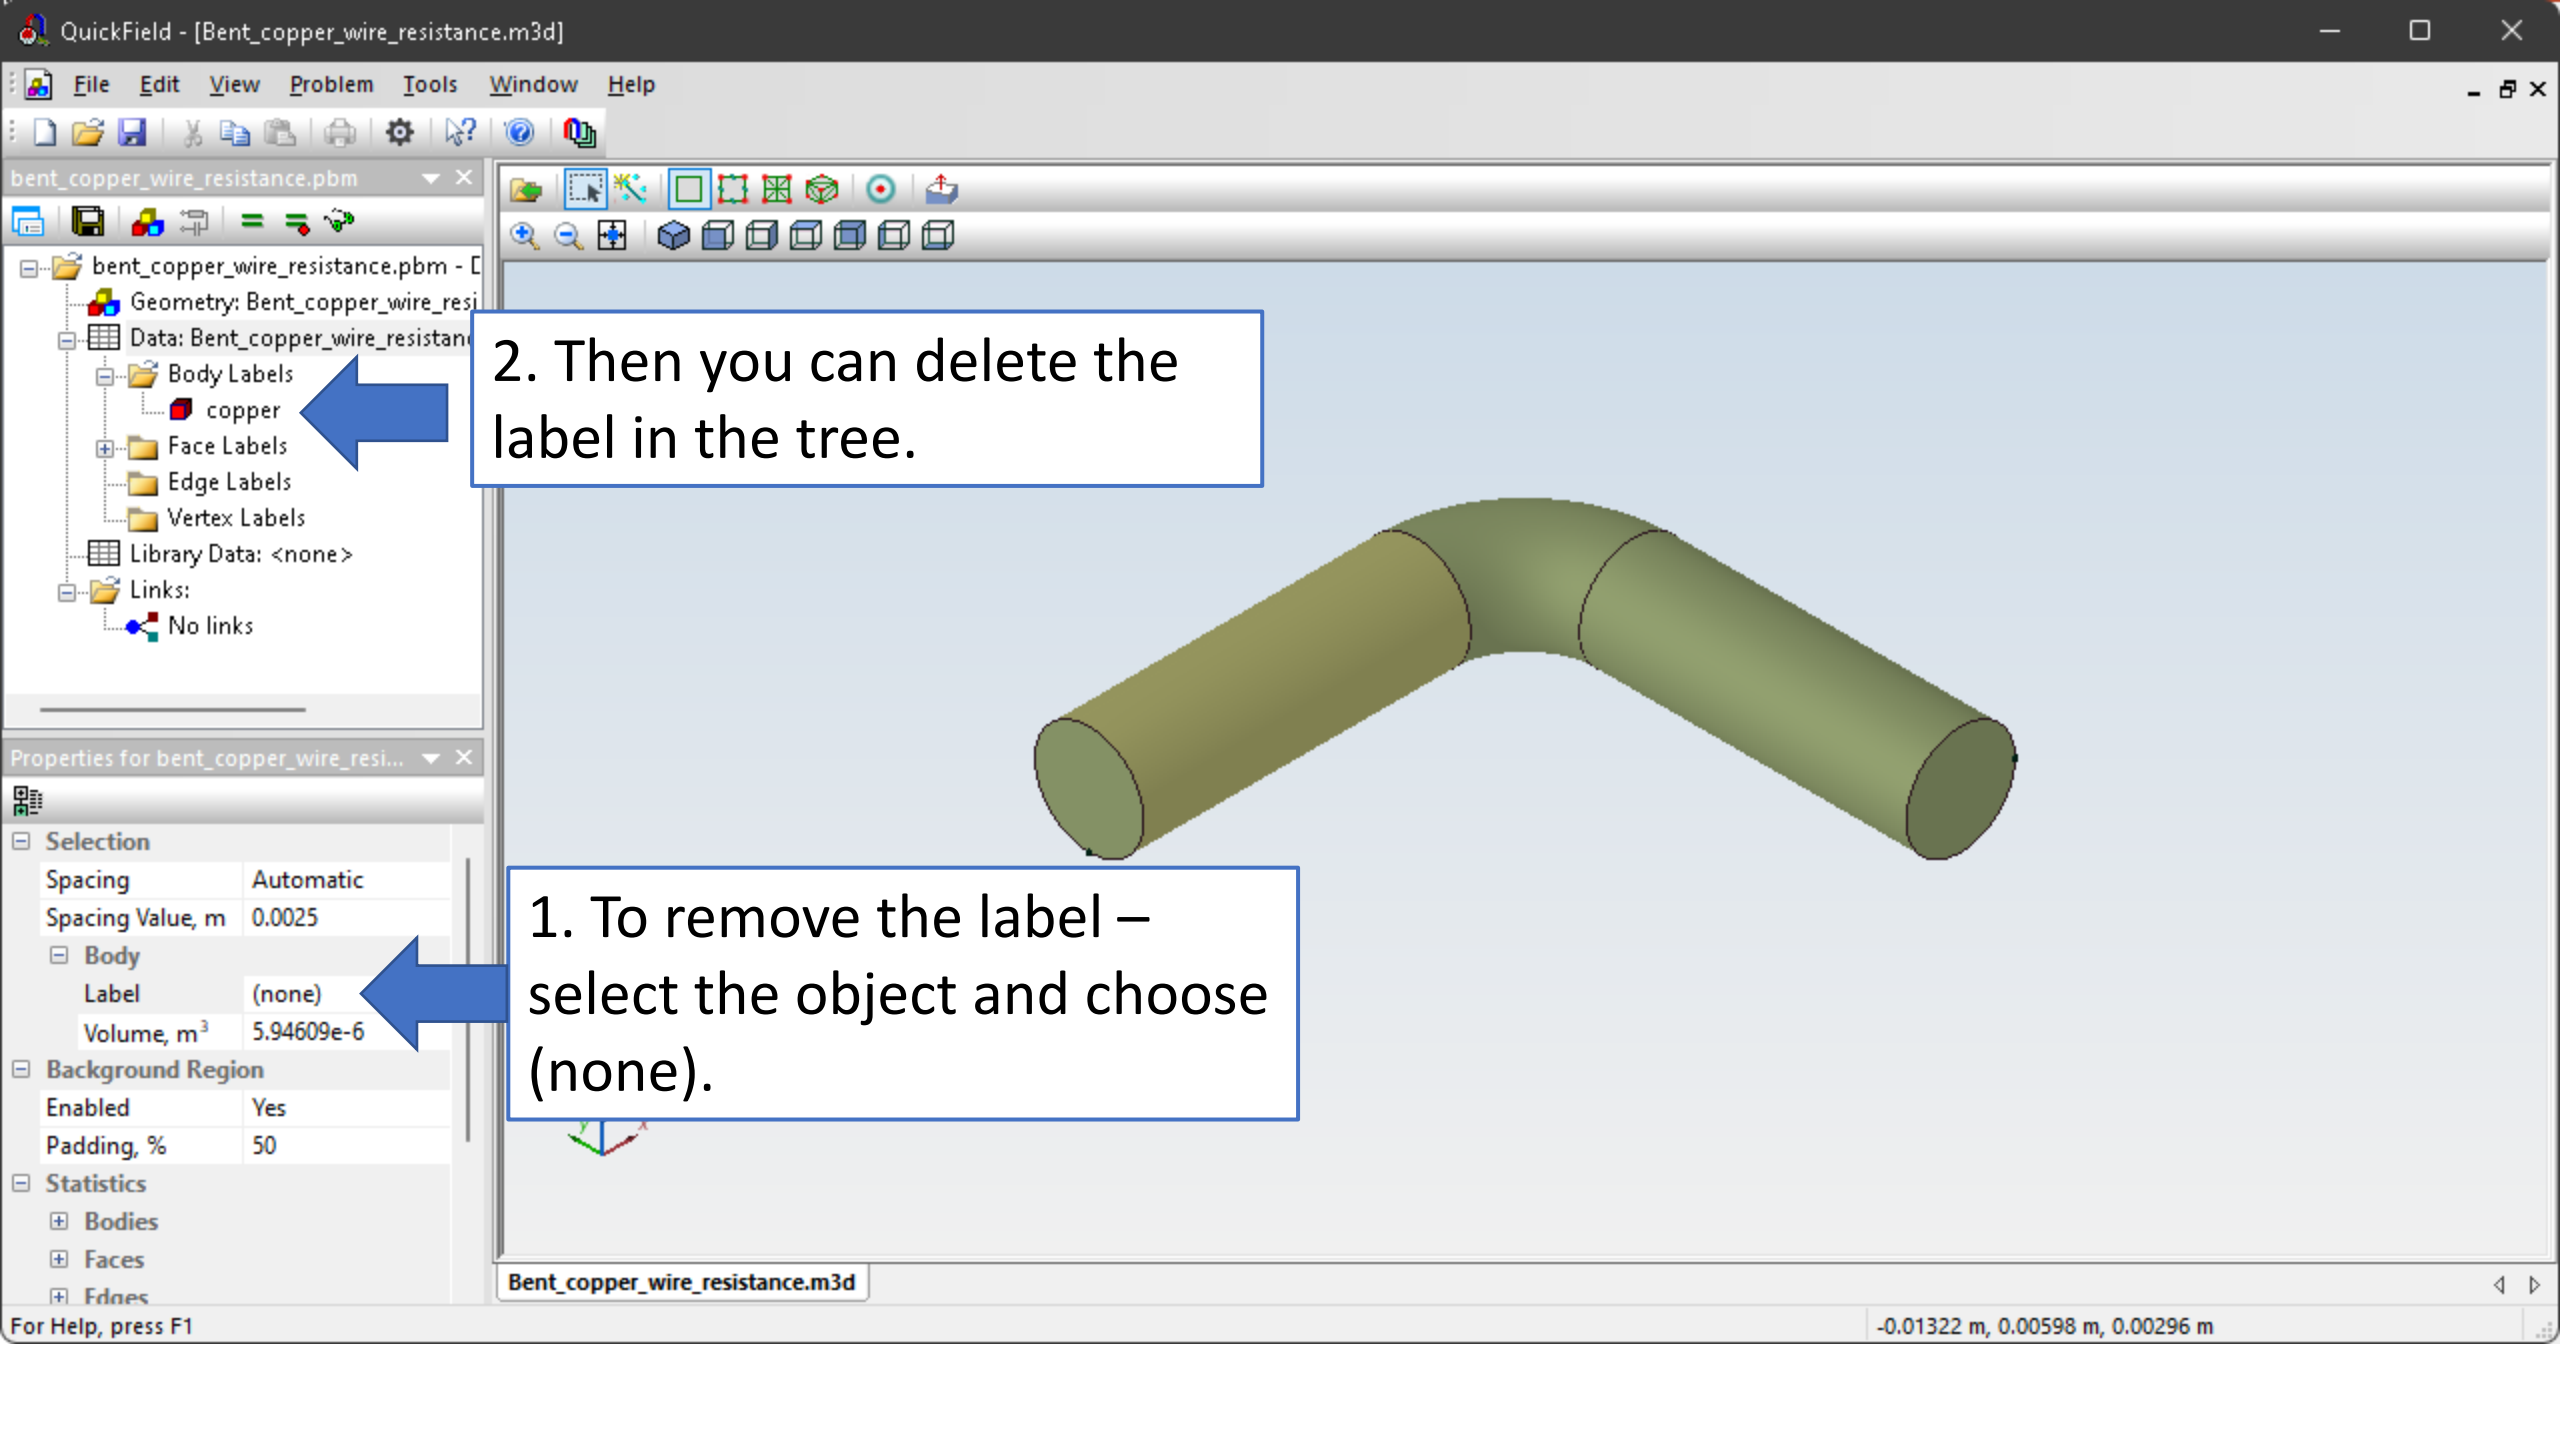 QuickField - [Bent_copper_wire_resistance.m3d]
File Edit View Problem Tools Window Help
bent_copper_wire_resistance.pbm
bent_copper_wire_resistance.pbm -
Geometry: Bent_copper_wire_resi
Data: Bent_copper_wire_resistan
Body Labels
copper
Face Labels
Edge Labels
Vertex Labels
Library Data: <none>
Links:
No links
2. Then you can delete the
label in the tree.
Properties for bent_copper_wire_resi...
Selection
Spacing Automatic
Spacing Value, m 0.0025
Body
Label (none)
Volume, m³ 5.94609e-6
Background Region
Enabled Yes
Padding, % 50
Statistics
Bodies
Faces
Edges
1. To remove the label –
select the object and choose
(none).
y x
Bent_copper_wire_resistance.m3d
For Help, press F1
-0.01322 m, 0.00598 m, 0.00296 m